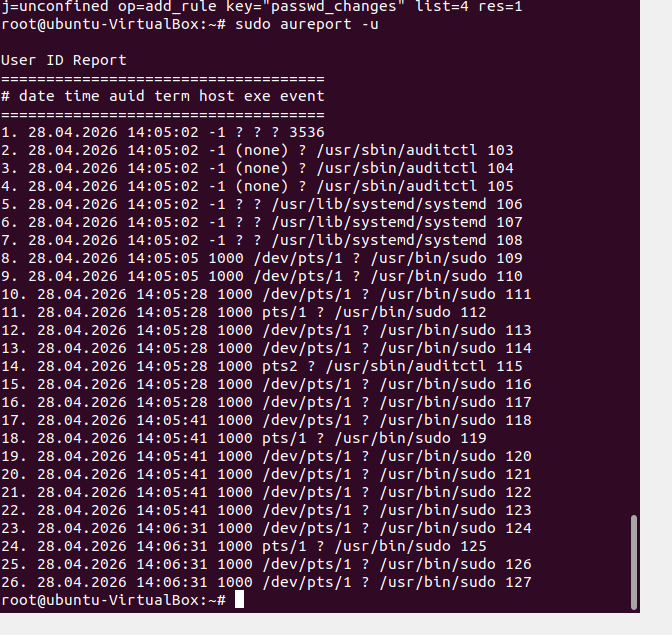 j=unconfined op=add_rule key="passwd_changes" list=4 res=1
root@ubuntu-VirtualBox:~# sudo aureport -u

User ID Report
====================================
# date time auid term host exe event
====================================
1. 28.04.2026 14:05:02 -1 ? ? ? 3536
2. 28.04.2026 14:05:02 -1 (none) ? /usr/sbin/auditctl 103
3. 28.04.2026 14:05:02 -1 (none) ? /usr/sbin/auditctl 104
4. 28.04.2026 14:05:02 -1 (none) ? /usr/sbin/auditctl 105
5. 28.04.2026 14:05:02 -1 ? ? /usr/lib/systemd/systemd 106
6. 28.04.2026 14:05:02 -1 ? ? /usr/lib/systemd/systemd 107
7. 28.04.2026 14:05:02 -1 ? ? /usr/lib/systemd/systemd 108
8. 28.04.2026 14:05:05 1000 /dev/pts/1 ? /usr/bin/sudo 109
9. 28.04.2026 14:05:05 1000 /dev/pts/1 ? /usr/bin/sudo 110
10. 28.04.2026 14:05:28 1000 /dev/pts/1 ? /usr/bin/sudo 111
11. 28.04.2026 14:05:28 1000 pts/1 ? /usr/bin/sudo 112
12. 28.04.2026 14:05:28 1000 /dev/pts/1 ? /usr/bin/sudo 113
13. 28.04.2026 14:05:28 1000 /dev/pts/1 ? /usr/bin/sudo 114
14. 28.04.2026 14:05:28 1000 pts2 ? /usr/sbin/auditctl 115
15. 28.04.2026 14:05:28 1000 /dev/pts/1 ? /usr/bin/sudo 116
16. 28.04.2026 14:05:28 1000 /dev/pts/1 ? /usr/bin/sudo 117
17. 28.04.2026 14:05:41 1000 /dev/pts/1 ? /usr/bin/sudo 118
18. 28.04.2026 14:05:41 1000 pts/1 ? /usr/bin/sudo 119
19. 28.04.2026 14:05:41 1000 /dev/pts/1 ? /usr/bin/sudo 120
20. 28.04.2026 14:05:41 1000 /dev/pts/1 ? /usr/bin/sudo 121
21. 28.04.2026 14:05:41 1000 /dev/pts/1 ? /usr/bin/sudo 122
22. 28.04.2026 14:05:41 1000 /dev/pts/1 ? /usr/bin/sudo 123
23. 28.04.2026 14:06:31 1000 /dev/pts/1 ? /usr/bin/sudo 124
24. 28.04.2026 14:06:31 1000 pts/1 ? /usr/bin/sudo 125
25. 28.04.2026 14:06:31 1000 /dev/pts/1 ? /usr/bin/sudo 126
26. 28.04.2026 14:06:31 1000 /dev/pts/1 ? /usr/bin/sudo 127
root@ubuntu-VirtualBox:~#